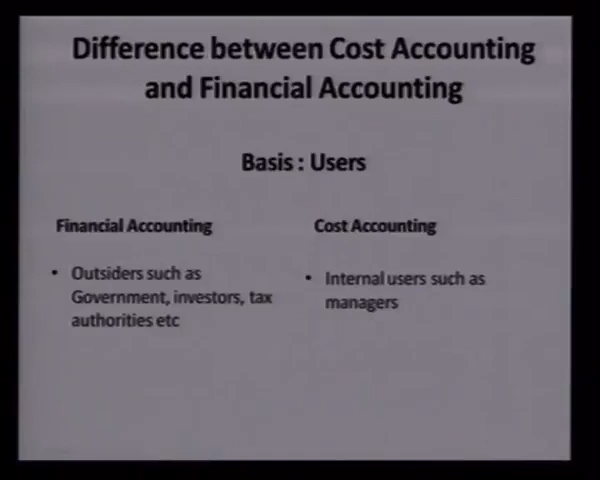 Difference between Cost Accounting
and Financial Accounting
Basis : Users
Financial Accounting
• Outsiders such as
Government, investors, tax
authorities etc
Cost Accounting
• Internal users such as
managers